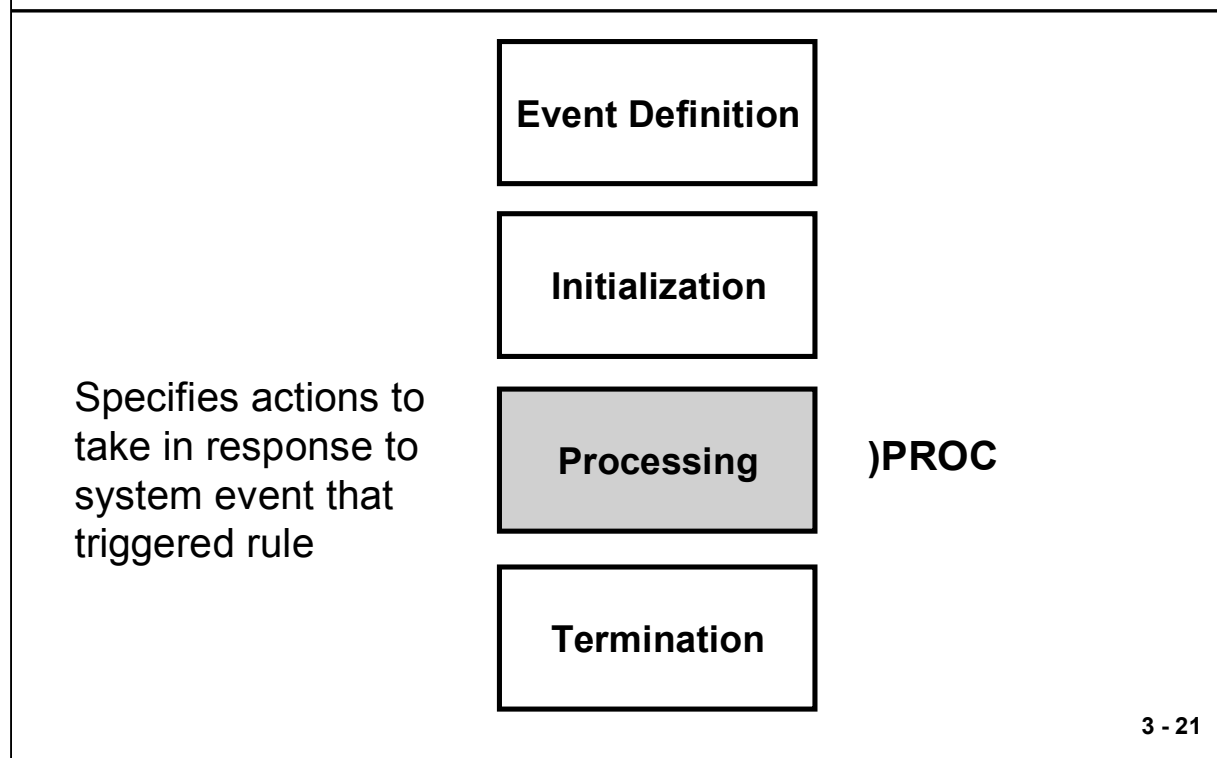 Event Definition
Initialization
Specifies actions to
take in response to
system event that
triggered rule
Processing
)PROC
Termination
3 - 21